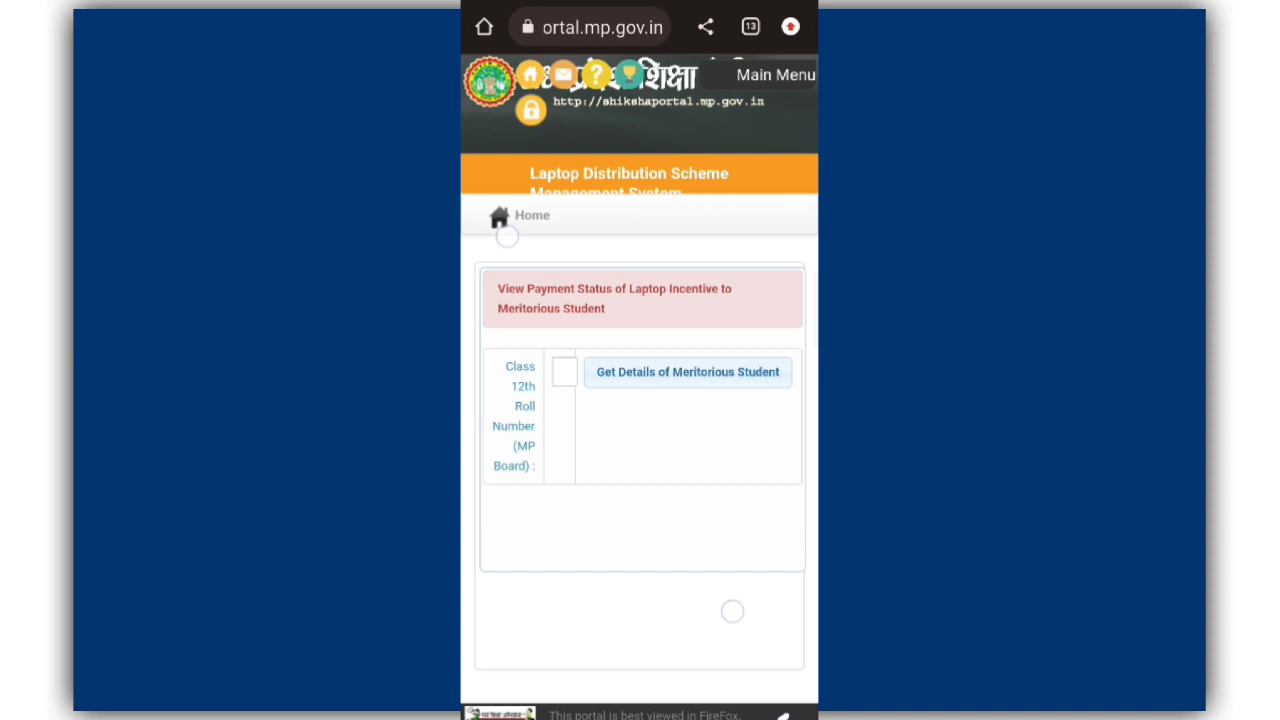 ortal.mp.gov.in
13
शिक्षा
Main Menu
http://shikshaportal.mp.gov.in
Laptop Distribution Scheme
Management System
Home
View Payment Status of Laptop Incentive to
Meritorious Student
Class
12th
Roll
Number
(MP
Board) :
Get Details of Meritorious Student
This portal is best viewed in FireFox,